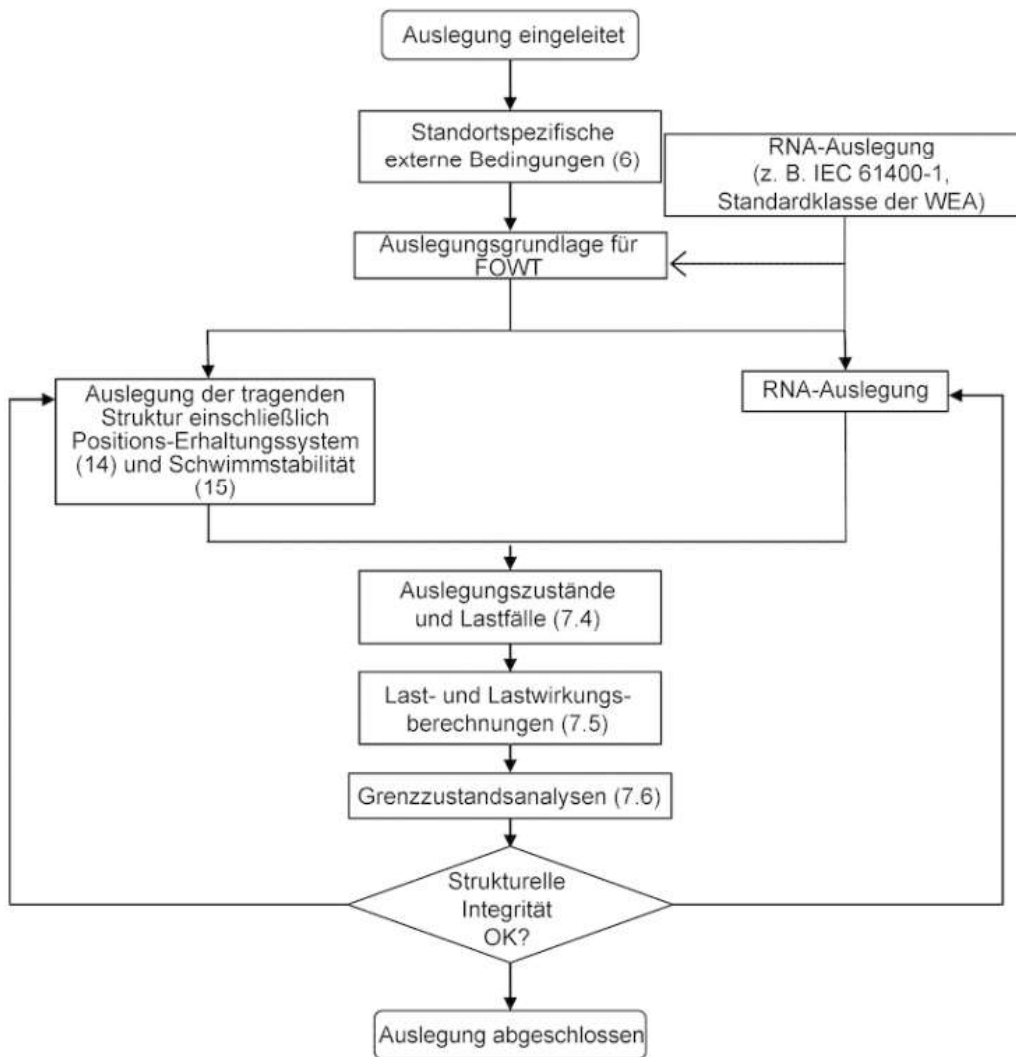 Auslegung eingeleitet
Standortspezifische
externe Bedingungen (6)
RNA-Auslegung
(z. B. IEC 61400-1,
Standardklasse der WEA)
Auslegungsgrundlage für
FOWT
Auslegung der tragenden
Struktur einschließlich
Positions-Erhaltungssystem
(14) und Schwimmstabilität
(15)
RNA-Auslegung
Auslegungszustände
und Lastfälle (7.4)
Last- und Lastwirkungs-
berechnungen (7.5)
Grenzzustandsanalysen (7.6)
Strukturelle
Integrität
OK?
Auslegung abgeschlossen